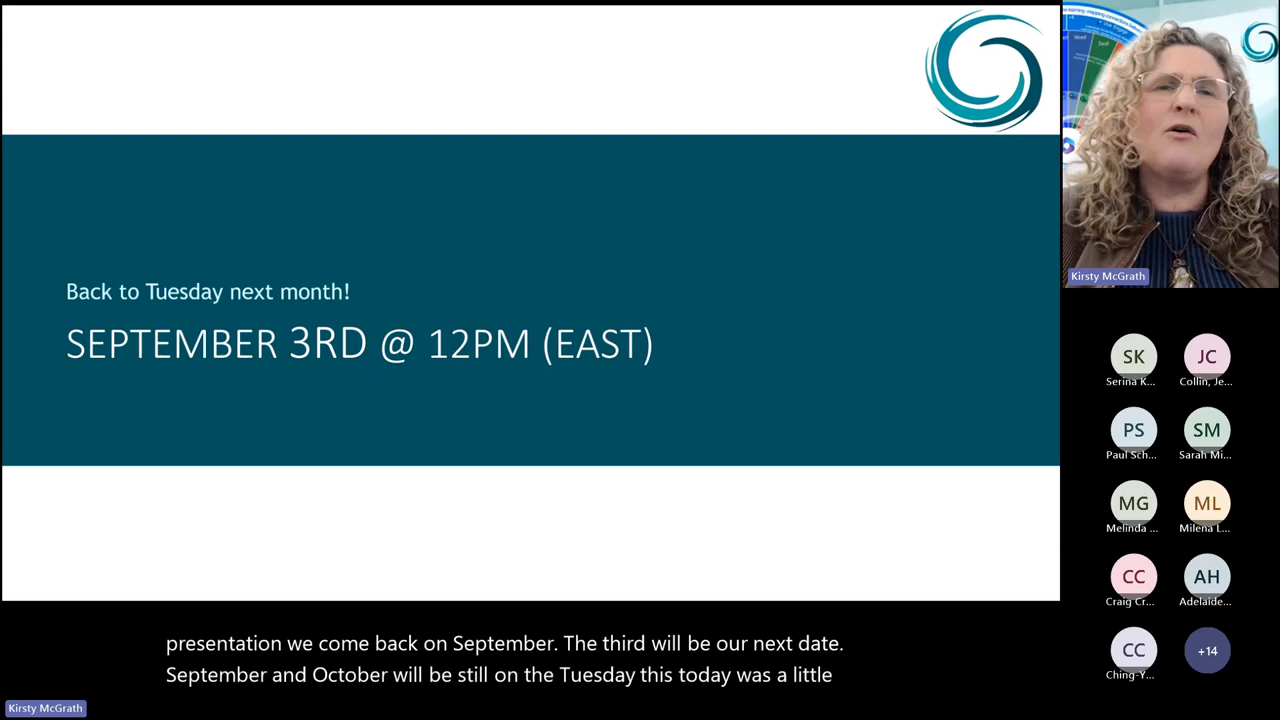 Back to Tuesday next month!
SEPTEMBER 3RD @ 12PM (EAST)
Kirsty McGrath
SK
Serina K...
JC
Collin, Je...
PS
Paul Sch...
SM
Sarah Mi...
MG
Melinda ...
ML
Milena L...
CC
Craig Cr...
AH
Adelaide...
CC
Ching-Y...
+14
presentation we come back on September. The third will be our next date.
September and October will be still on the Tuesday this today was a little
Kirsty McGrath